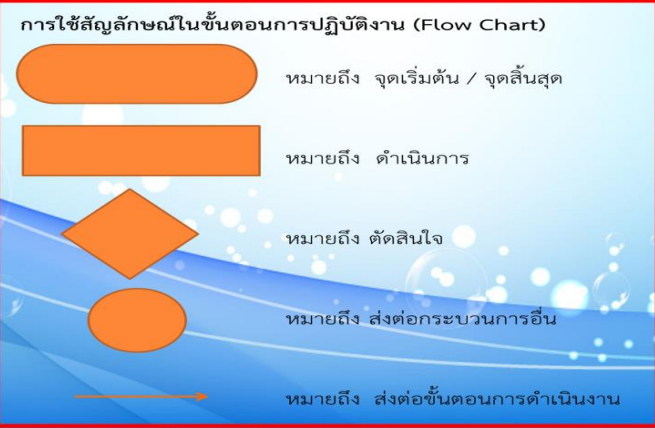 การใช้สัญลักษณ์ในขั้นตอนการปฏิบัติงาน (Flow Chart)
หมายถึง จุดเริ่มต้น / จุดสิ้นสุด
หมายถึง ดำเนินการ
หมายถึง ตัดสินใจ
หมายถึง ส่งต่อกระบวนการอื่น
หมายถึง ส่งต่อขั้นตอนการดำเนินงาน